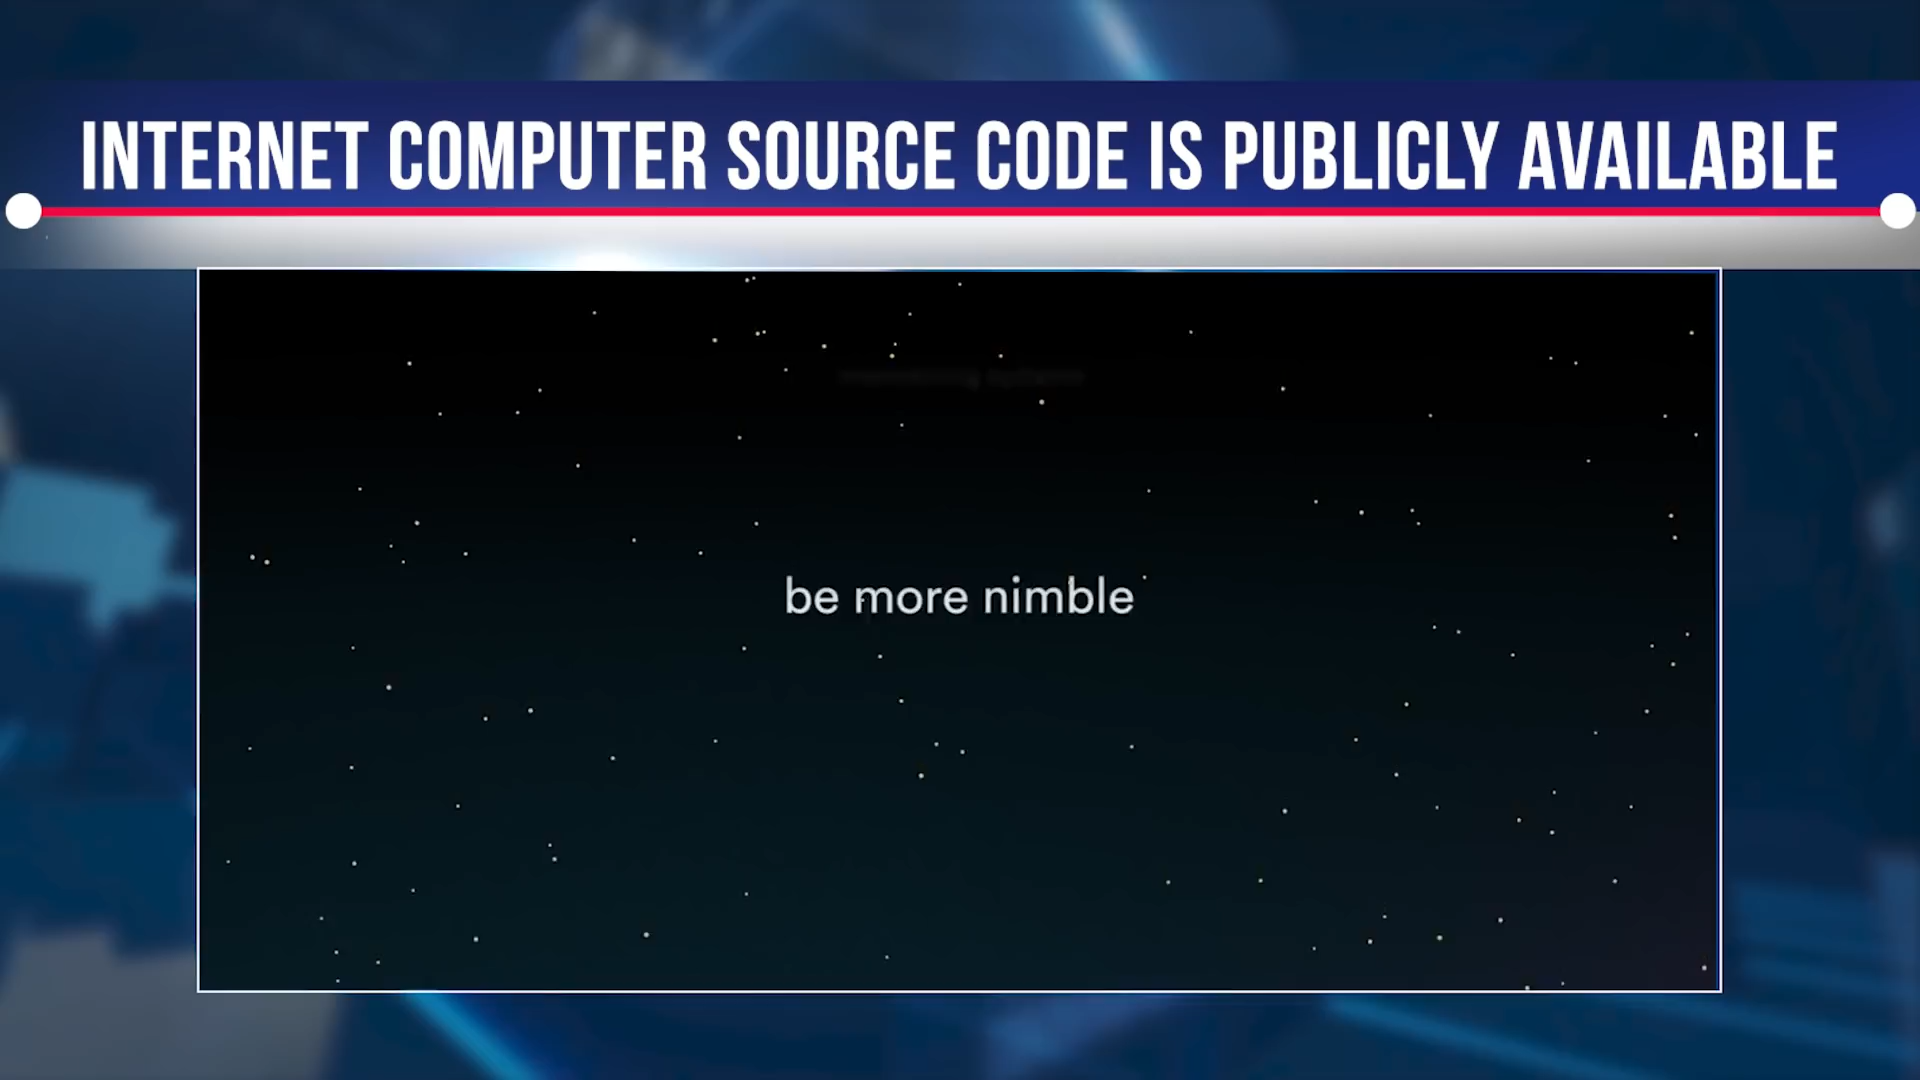 INTERNET COMPUTER SOURCE CODE IS PUBLICLY AVAILABLE
be more nimble